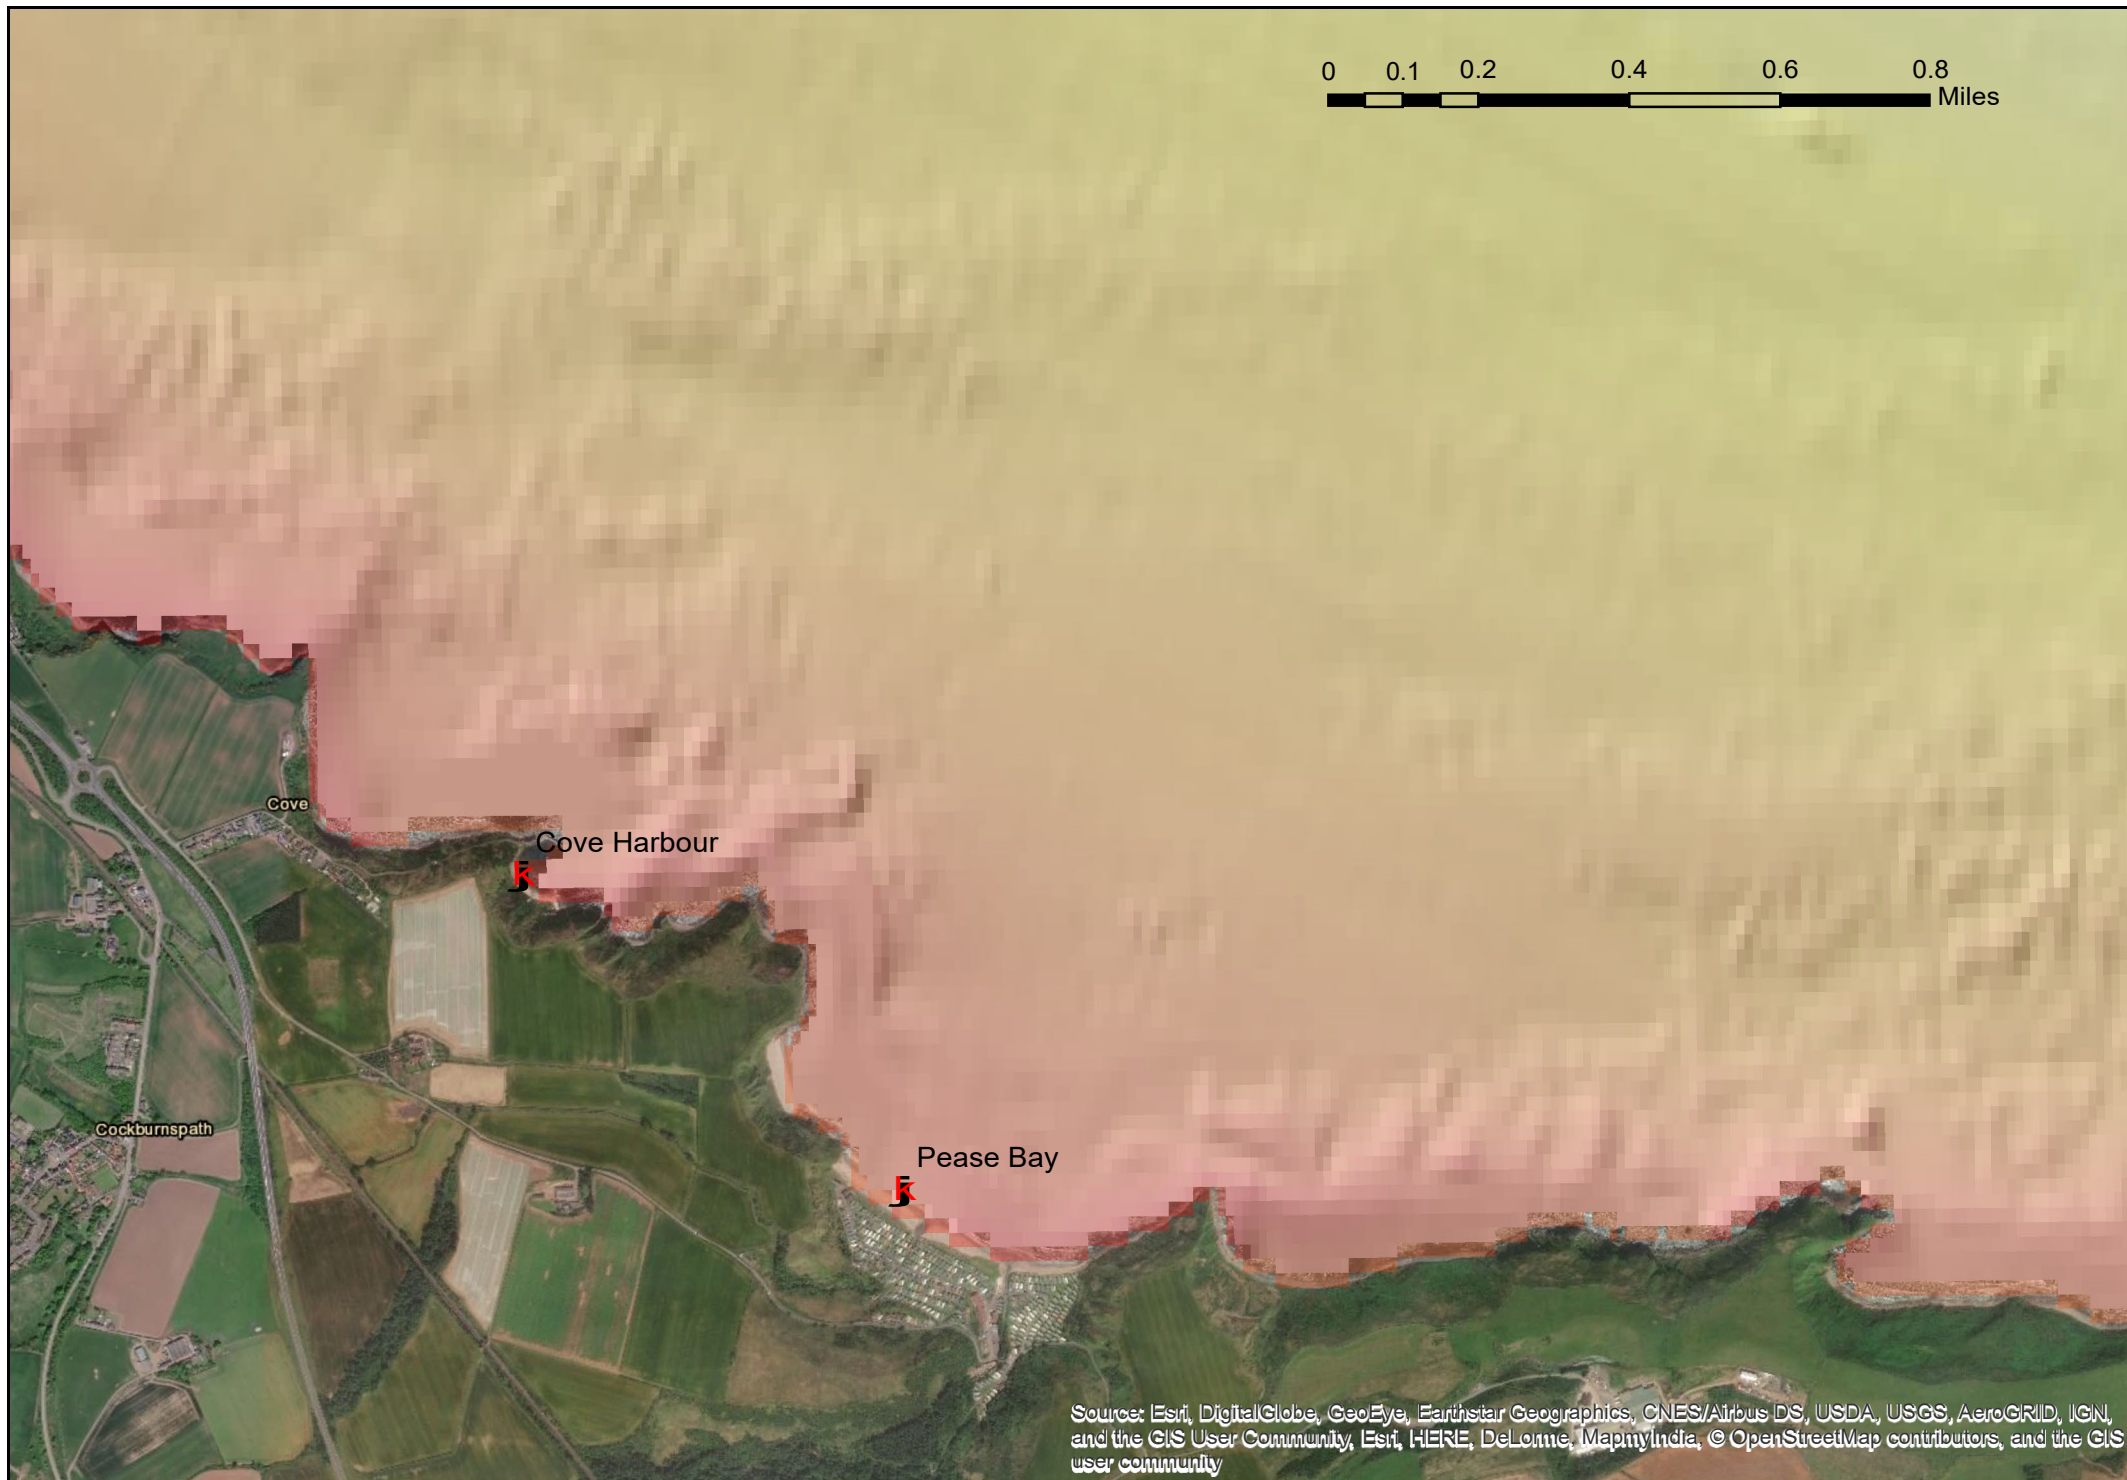 0 0.1 0.2 0.4 0.6 0.8
Miles
Cove
Cove Harbour
Cockburnspath
Pease Bay
Source: Esri, DigitalGlobe, GeoEye, Earthstar Geographics, CNES/Airbus DS, USDA, USGS, AeroGRID, IGN,
and the GIS User Community, Esri, HERE, DeLorme, MapmyIndia, © OpenStreetMap contributors, and the GIS
user community